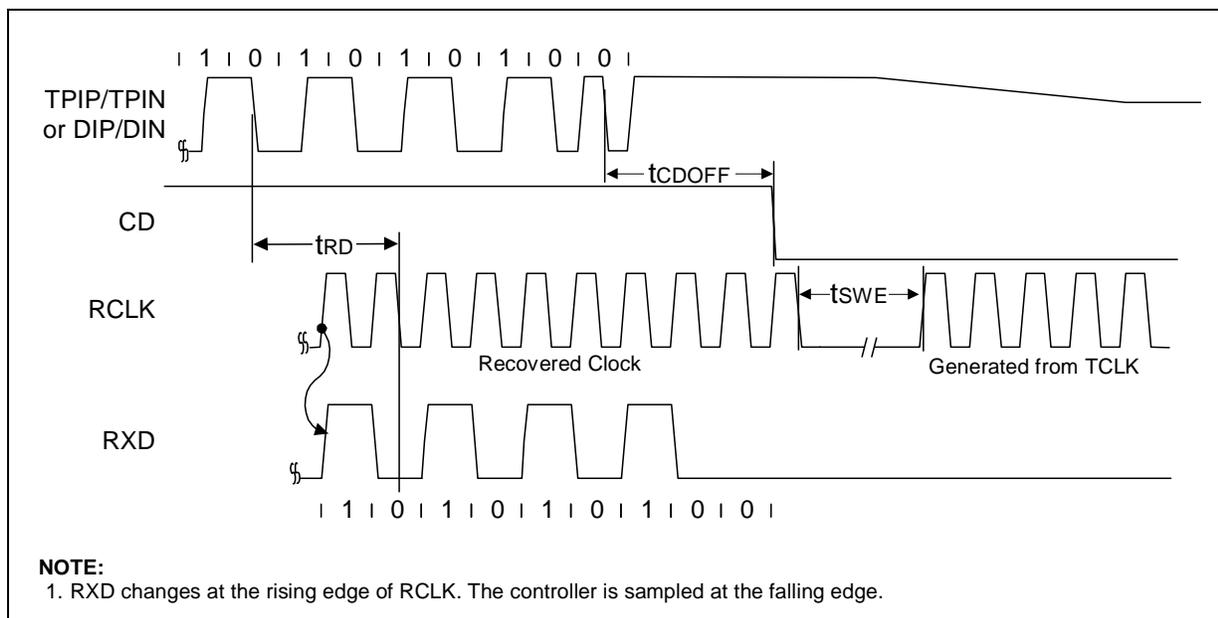 1 0 1 0 1 0 1 0 0
TPIP/TPIN
or DIP/DIN
tCDOFF
CD
tRD
RCLK
tSWE
Recovered Clock
Generated from TCLK
RXD
1 0 1 0 1 0 1 0 0
NOTE:
1. RXD changes at the rising edge of RCLK. The controller is sampled at the falling edge.